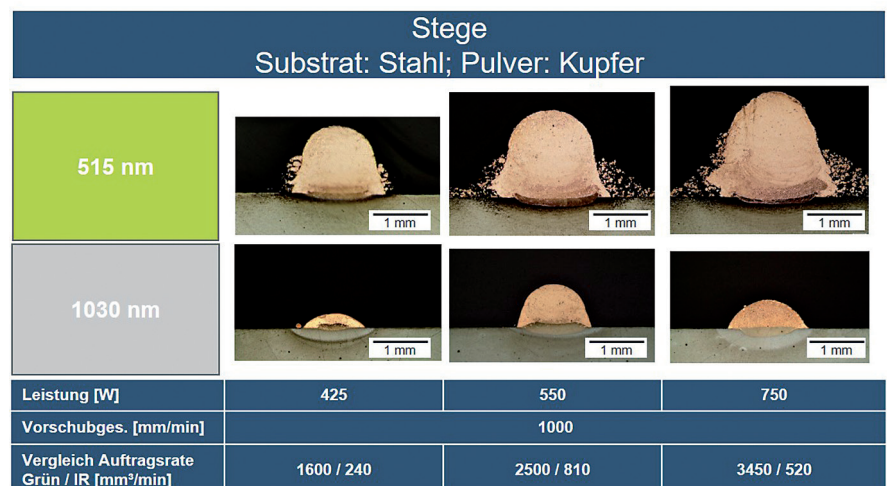 Stege
Substrat: Stahl; Pulver: Kupfer
515 nm
1 mm
1 mm
1 mm
1030 nm
1 mm
1 mm
1 mm
Leistung [W] 425 550 750
Vorschubges. [mm/min] 1000
Vergleich Auftragsrate
Grün / IR [mm³/min] 1600 / 240 2500 / 810 3450 / 520